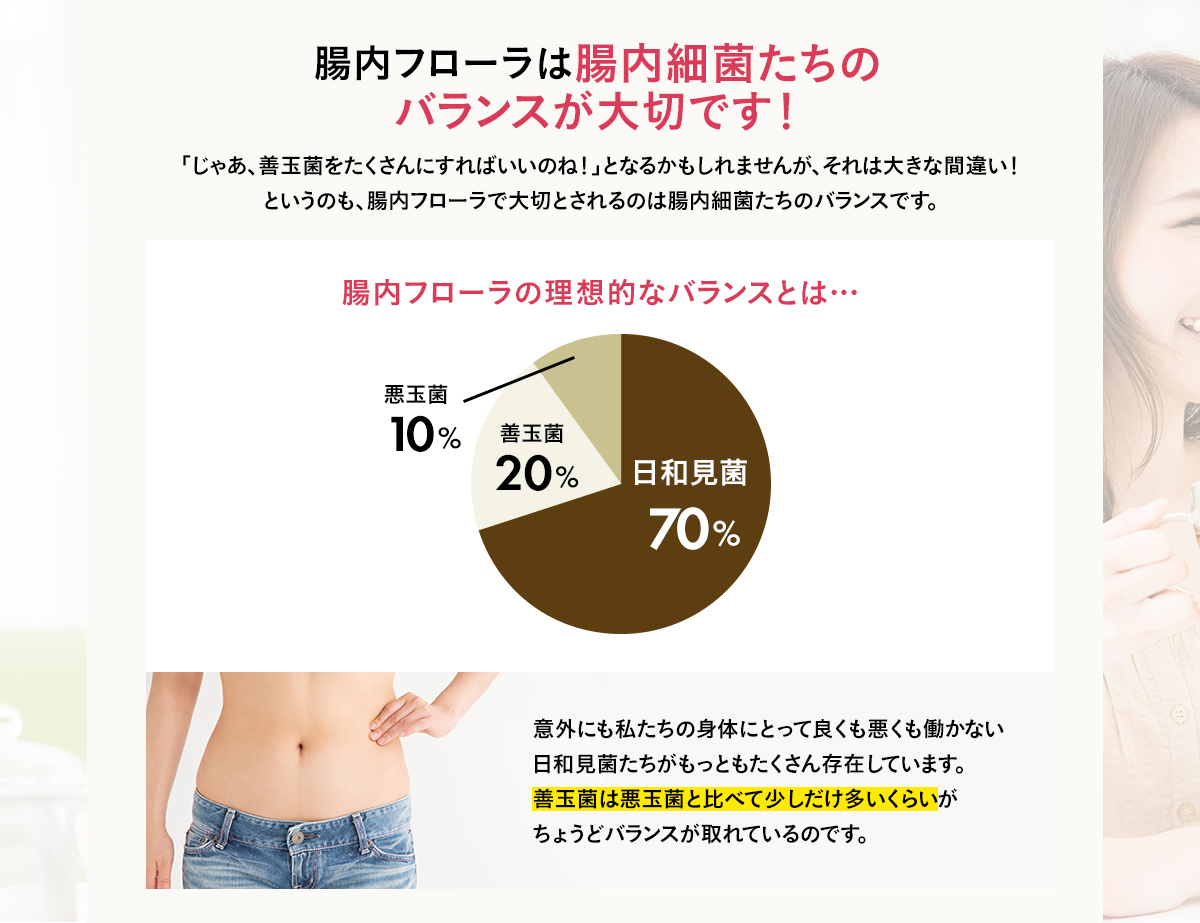 腸内フローラは腸内細菌たちの
バランスが大切です！
「じゃあ、善玉菌をたくさんにすればいいのね！」となるかもしれませんが、それは大きな間違い！
というのも、腸内フローラで大切とされるのは腸内細菌たちのバランスです。
腸内フローラの理想的なバランスとは…
悪玉菌
10%
善玉菌
20%
日和見菌
70%
意外にも私たちの身体にとって良くも悪くも働かない
日和見菌たちがもっともたくさん存在しています。
善玉菌は悪玉菌と比べて少しだけ多いくらいが
ちょうどバランスが取れているのです。